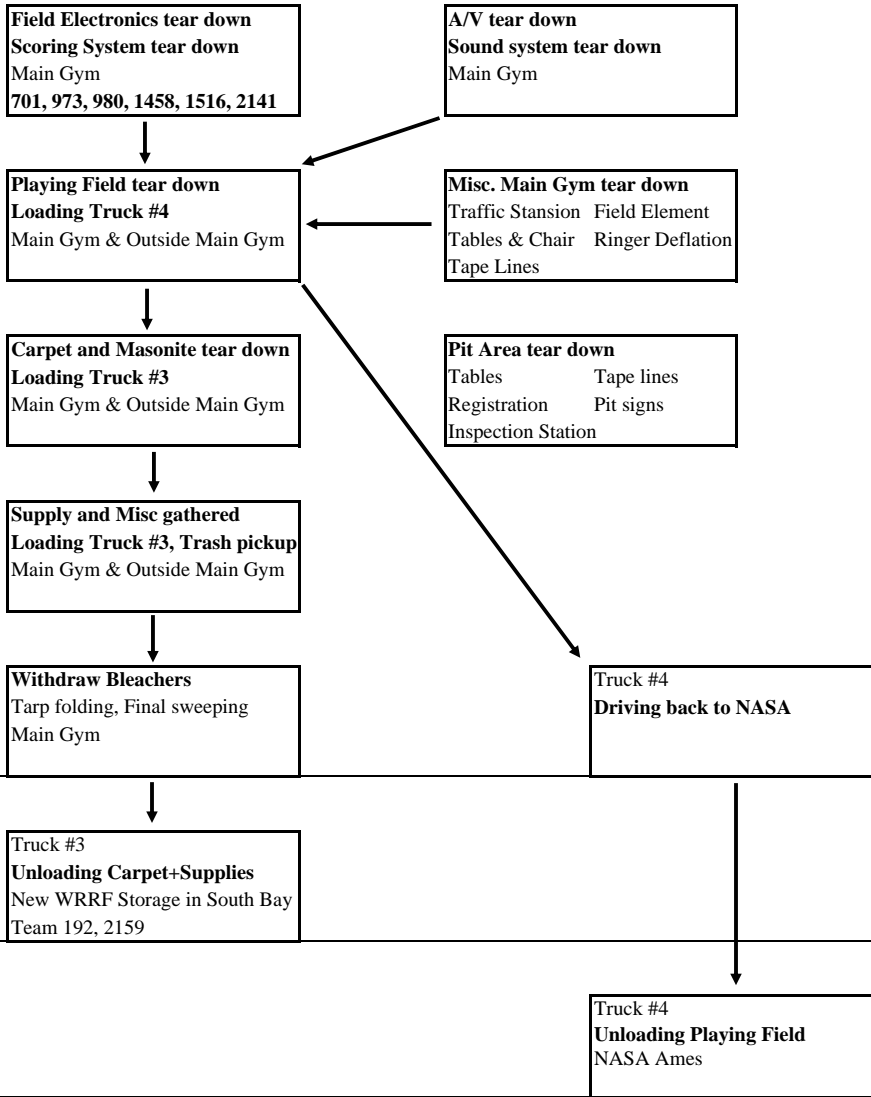 Field Electronics tear down
Scoring System tear down
Main Gym
701, 973, 980, 1458, 1516, 2141
A/V tear down
Sound system tear down
Main Gym
Playing Field tear down
Loading Truck #4
Main Gym & Outside Main Gym
Misc. Main Gym tear down
Traffic Stansion Field Element
Tables & Chair Ringer Deflation
Tape Lines
Carpet and Masonite tear down
Loading Truck #3
Main Gym & Outside Main Gym
Pit Area tear down
Tables Tape lines
Registration Pit signs
Inspection Station
Supply and Misc gathered
Loading Truck #3, Trash pickup
Main Gym & Outside Main Gym
Withdraw Bleachers
Tarp folding, Final sweeping
Main Gym
Truck #4
Driving back to NASA
Truck #3
Unloading Carpet+Supplies
New WRRF Storage in South Bay
Team 192, 2159
Truck #4
Unloading Playing Field
NASA Ames